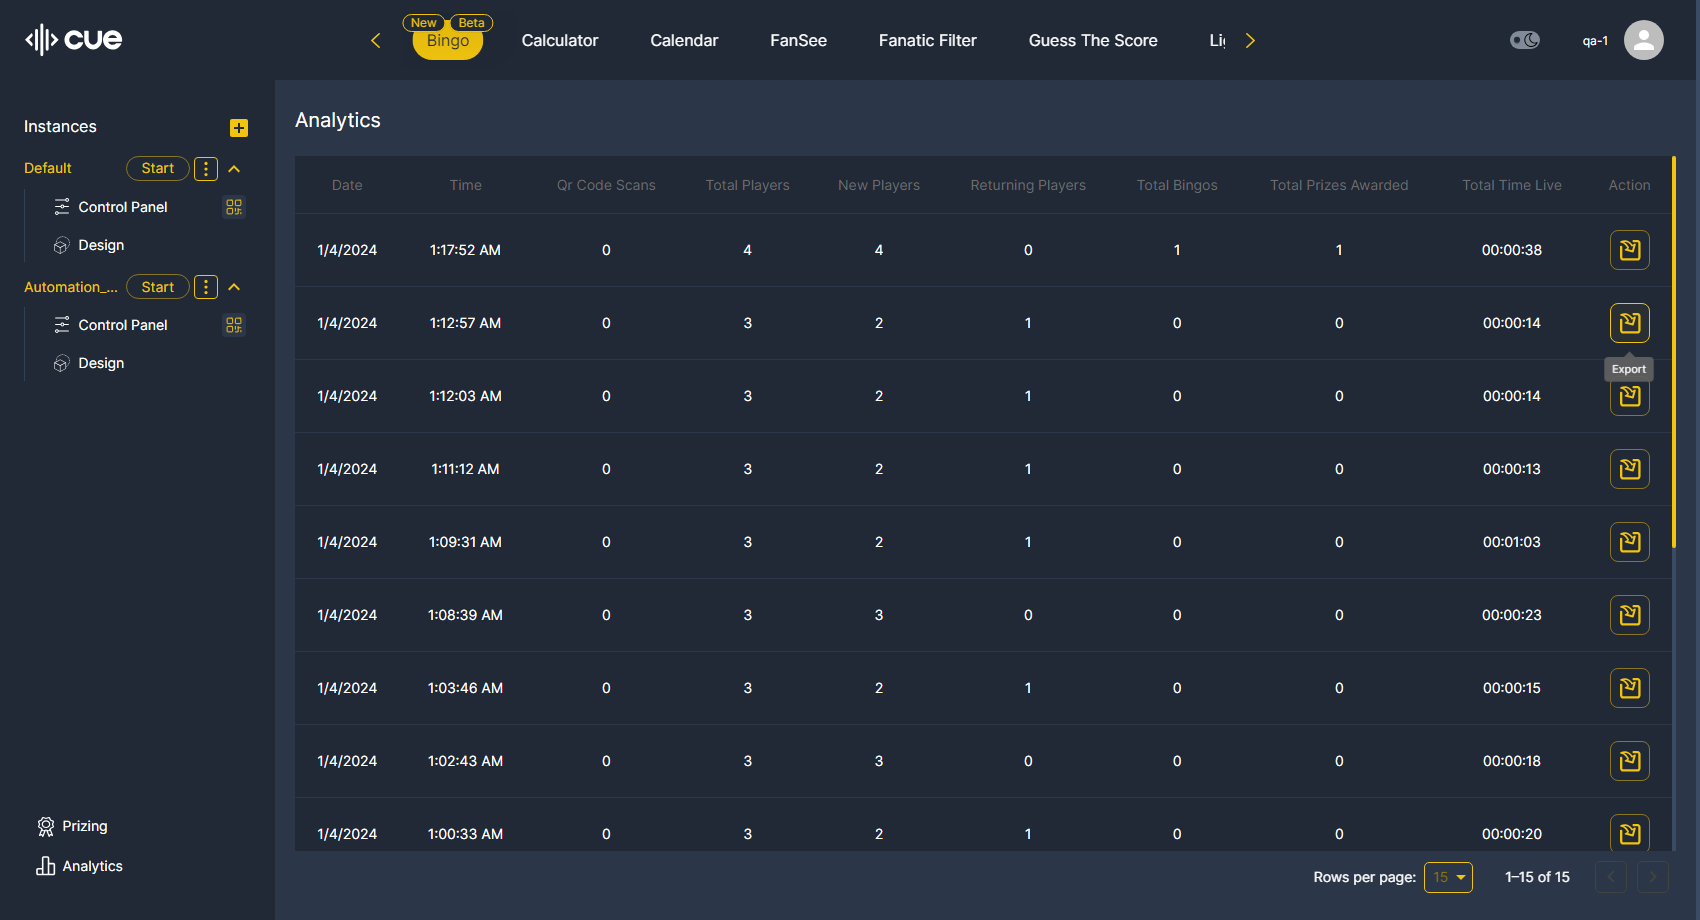 cue
New Beta
Bingo Calculator Calendar FanSee Fanatic Filter Guess The Score Li
qa-1
Instances
Default Start
Control Panel
Design
Automation_... Start
Control Panel
Design
Prizing
Analytics
Analytics
Date Time Qr Code Scans Total Players New Players Returning Players Total Bingos Total Prizes Awarded Total Time Live Action
1/4/2024 1:17:52 AM 0 4 4 0 1 1 00:00:38
1/4/2024 1:12:57 AM 0 3 2 1 0 0 00:00:14
Export
1/4/2024 1:12:03 AM 0 3 2 1 0 0 00:00:14
1/4/2024 1:11:12 AM 0 3 2 1 0 0 00:00:13
1/4/2024 1:09:31 AM 0 3 2 1 0 0 00:01:03
1/4/2024 1:08:39 AM 0 3 3 0 0 0 00:00:23
1/4/2024 1:03:46 AM 0 3 2 1 0 0 00:00:15
1/4/2024 1:02:43 AM 0 3 3 0 0 0 00:00:18
1/4/2024 1:00:33 AM 0 3 2 1 0 0 00:00:20
Rows per page: 15 1–15 of 15